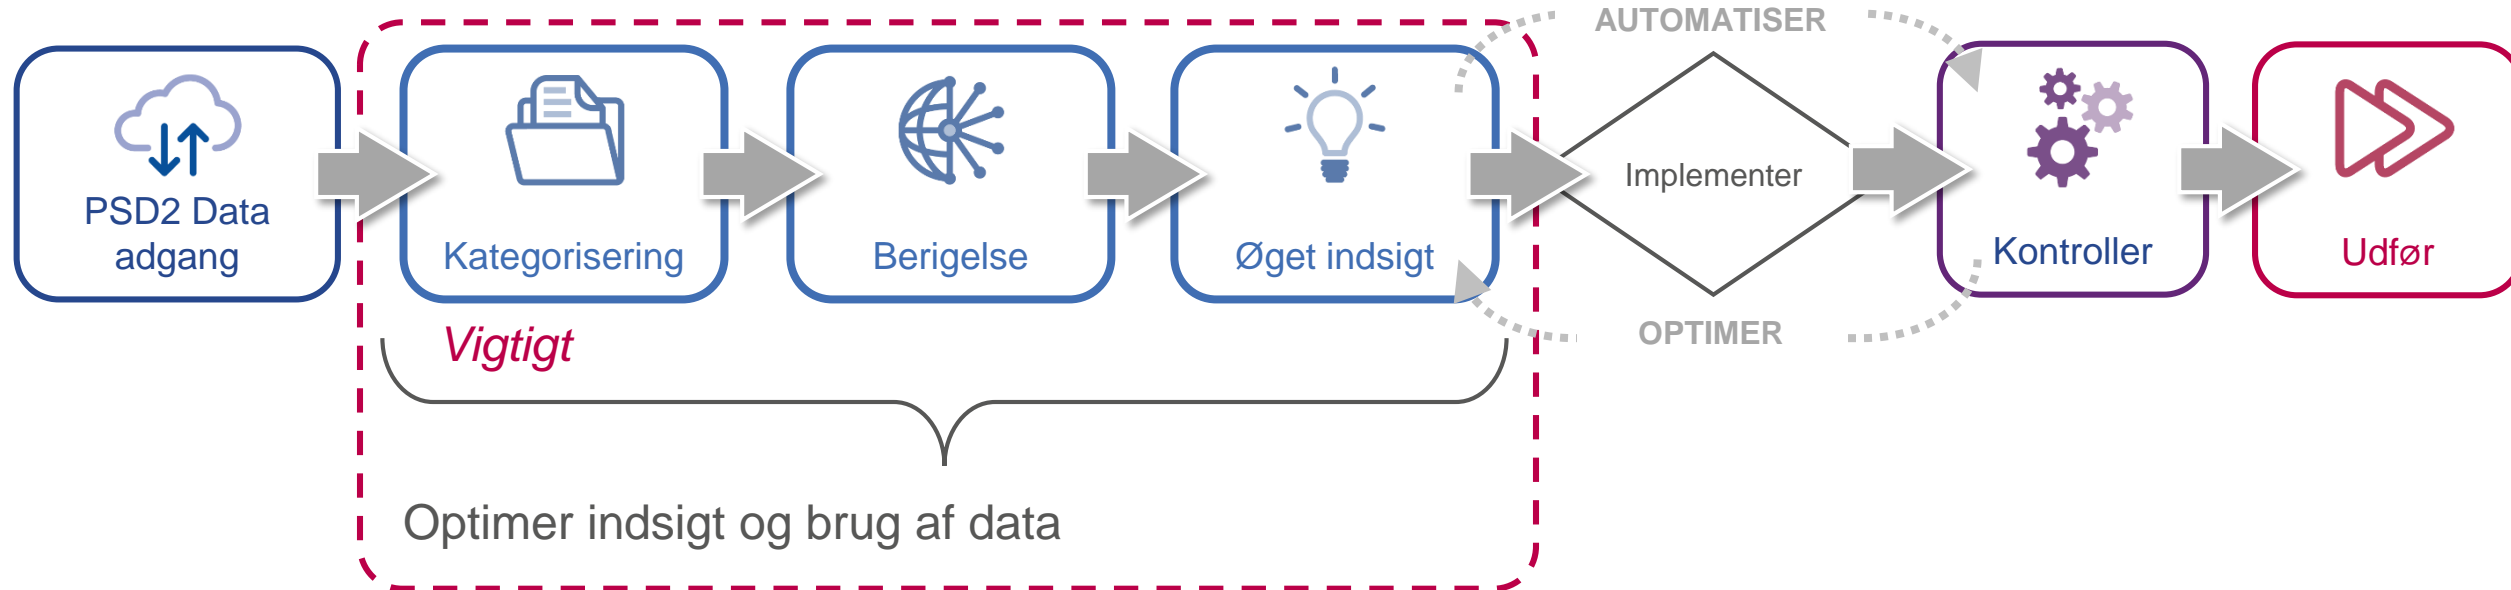 AUTOMATISER
PSD2 Data
adgang
Kategorisering
Berigelse
Øget indsigt
Implementer
Kontroller
Udfør
OPTIMER
Vigtigt
Optimer indsigt og brug af data